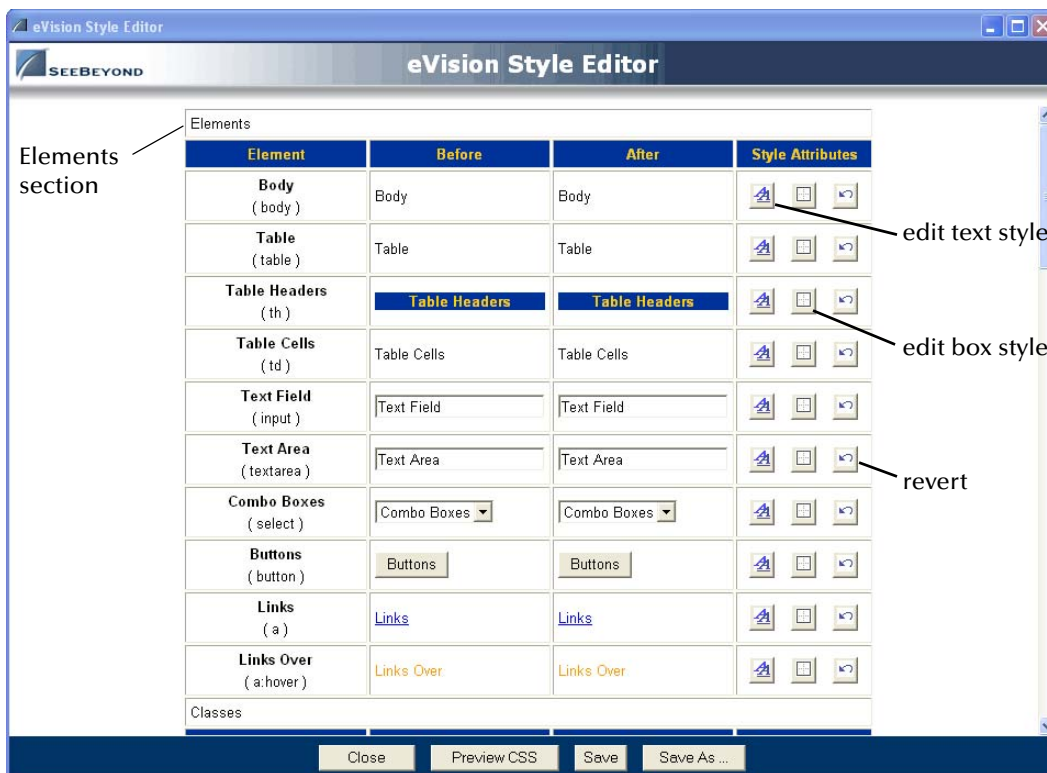 eVision Style Editor
SEEBEYOND
eVision Style Editor
Elements section
Elements
Element Before After Style Attributes
Body
( body )
Body Body
edit text style
Table
( table )
Table Table
Table Headers
( th )
Table Headers Table Headers
edit box style
Table Cells
( td )
Table Cells Table Cells
Text Field
( input )
Text Field Text Field
Text Area
( textarea )
Text Area Text Area
revert
Combo Boxes
( select )
Combo Boxes Combo Boxes
Buttons
( button )
Buttons Buttons
Links
( a )
Links Links
Links Over
( a:hover )
Links Over Links Over
Classes
Close Preview CSS Save Save As ...